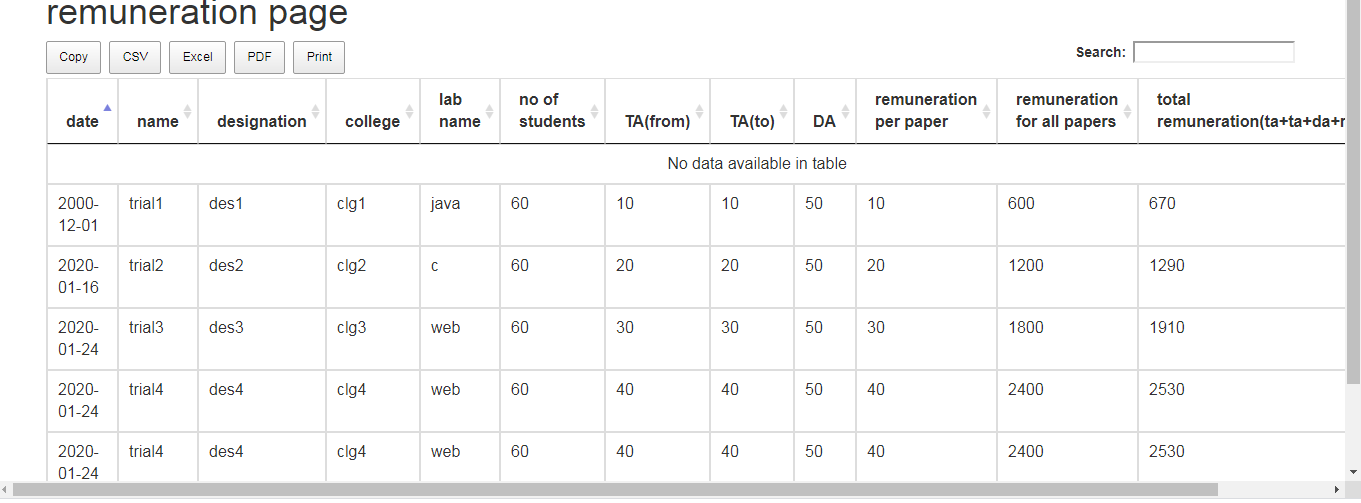 remuneration page
Copy CSV Excel PDF Print Search:
date name designation college lab name no of students TA(from) TA(to) DA remuneration per paper remuneration for all papers total remuneration(ta+ta+da+r
No data available in table
2000-12-01 trial1 des1 clg1 java 60 10 10 50 10 600 670
2020-01-16 trial2 des2 clg2 c 60 20 20 50 20 1200 1290
2020-01-24 trial3 des3 clg3 web 60 30 30 50 30 1800 1910
2020-01-24 trial4 des4 clg4 web 60 40 40 50 40 2400 2530
2020-01-24 trial4 des4 clg4 web 60 40 40 50 40 2400 2530